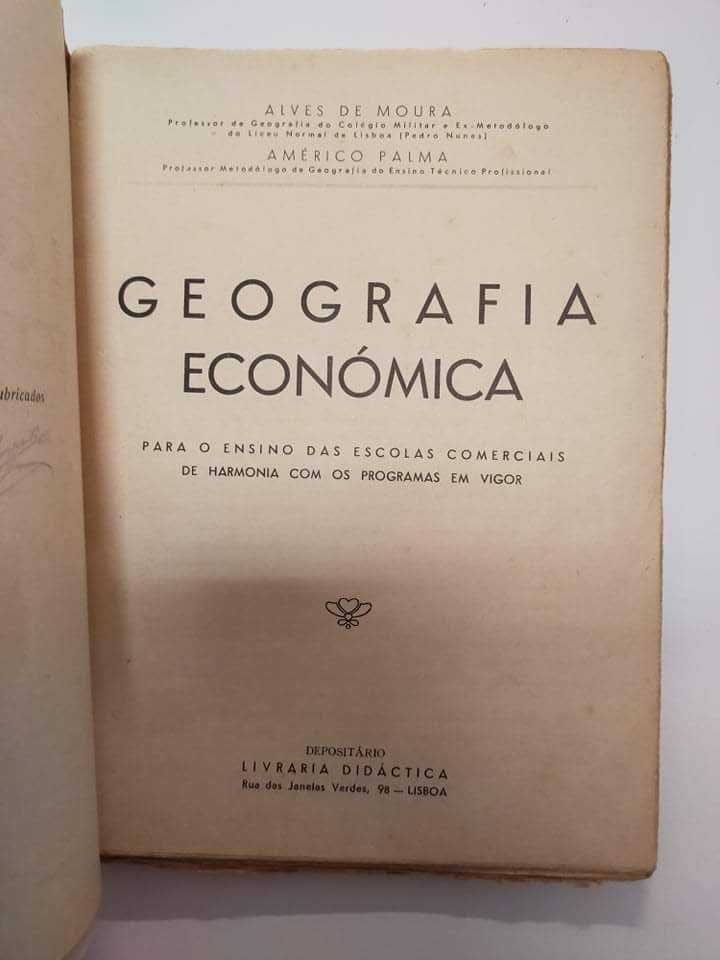 ALVES DE MOURA
Professor de Geografia do Colégio Militar e Ex-Metodólogo
do Liceu Normal de Lisboa (Pedro Nunes)
AMÉRICO PALMA
Professor Metodólogo de Geografia do Ensino Técnico Profissional
GEOGRAFIA
ECONÓMICA
PARA O ENSINO DAS ESCOLAS COMERCIAIS
DE HARMONIA COM OS PROGRAMAS EM VIGOR
DEPOSITÁRIO
LIVRARIA DIDÁCTICA
Rua das Janelas Verdes, 98 — LISBOA
ubricados